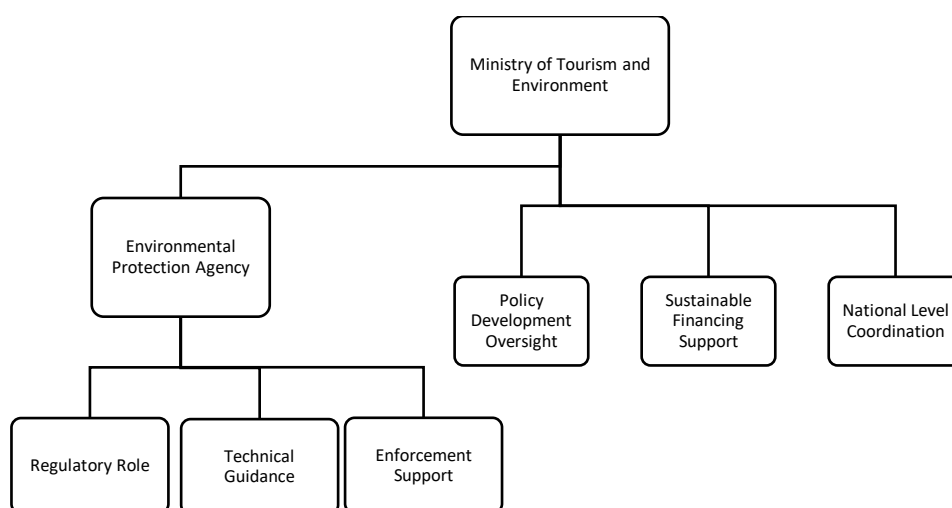 Ministry of Tourism and
Environment
Environmental
Protection Agency
Policy
Development
Oversight
Sustainable
Financing
Support
National Level
Coordination
Regulatory Role
Technical
Guidance
Enforcement
Support